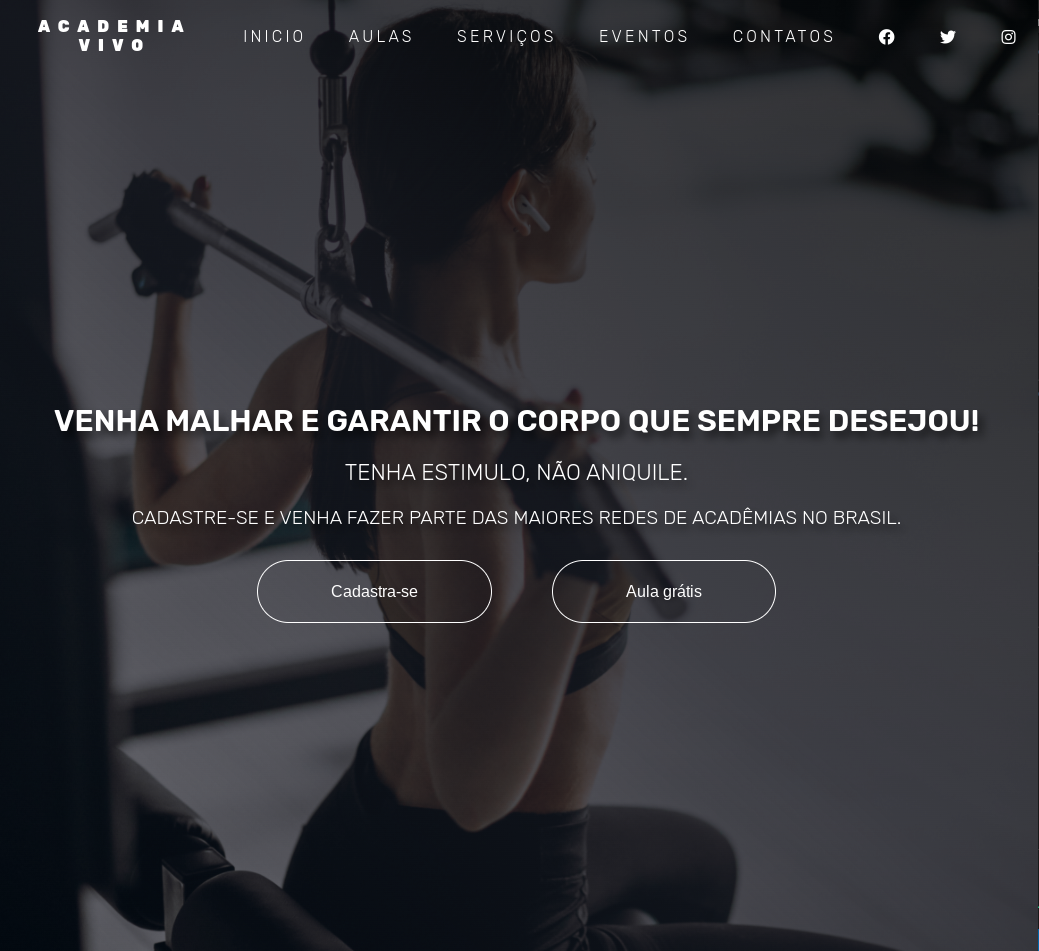 ACADEMIA
VIVO
INICIO
AULAS
SERVIÇOS
EVENTOS
CONTATOS
VENHA MALHAR E GARANTIR O CORPO QUE SEMPRE DESEJOU!
TENHA ESTIMULO, NÃO ANIQUILE.
CADASTRE-SE E VENHA FAZER PARTE DAS MAIORES REDES DE ACADÊMIAS NO BRASIL.
Cadastra-se
Aula grátis